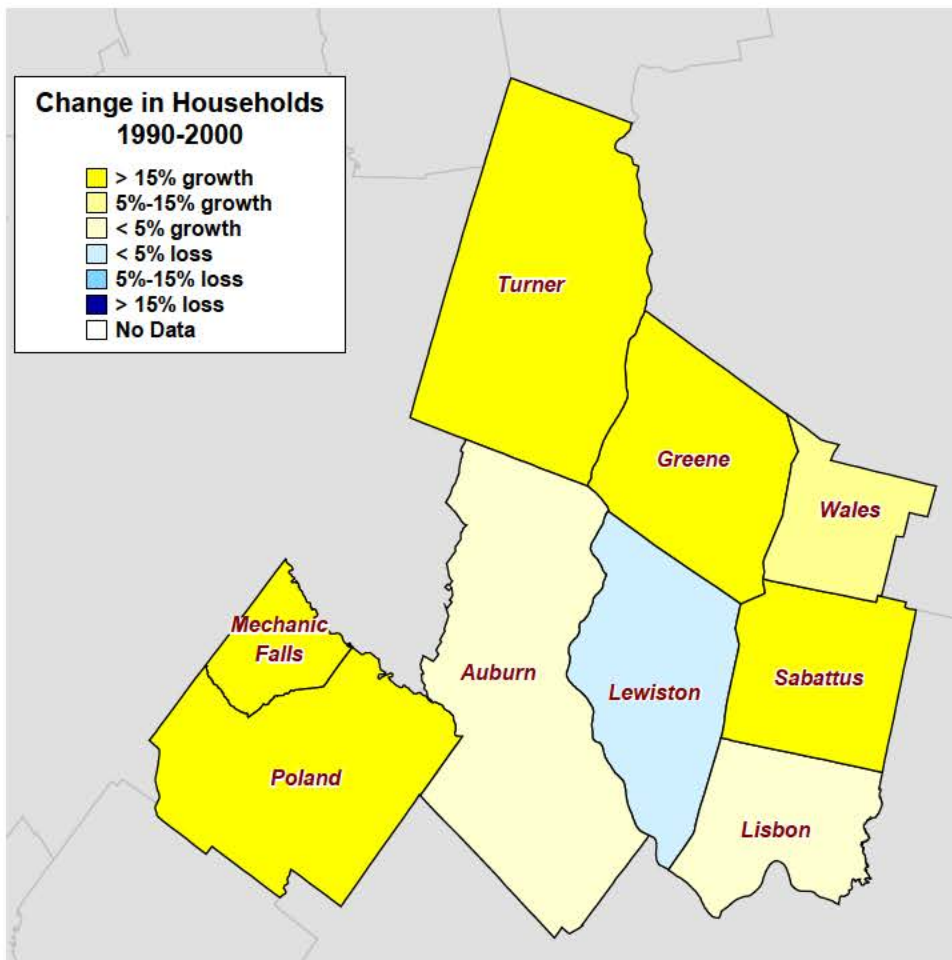 Change in Households
1990-2000
> 15% growth
5%-15% growth
< 5% growth
< 5% loss
5%-15% loss
> 15% loss
No Data
Turner
Greene
Wales
Mechanic
Falls
Auburn
Lewiston
Sabattus
Poland
Lisbon